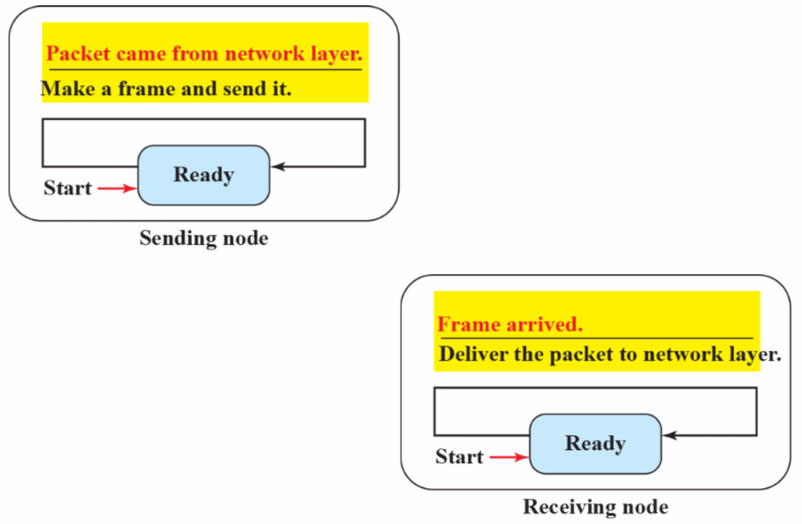 Packet came from network layer.
Make a frame and send it.
Ready
Start
Sending node
Frame arrived.
Deliver the packet to network layer.
Ready
Start
Receiving node